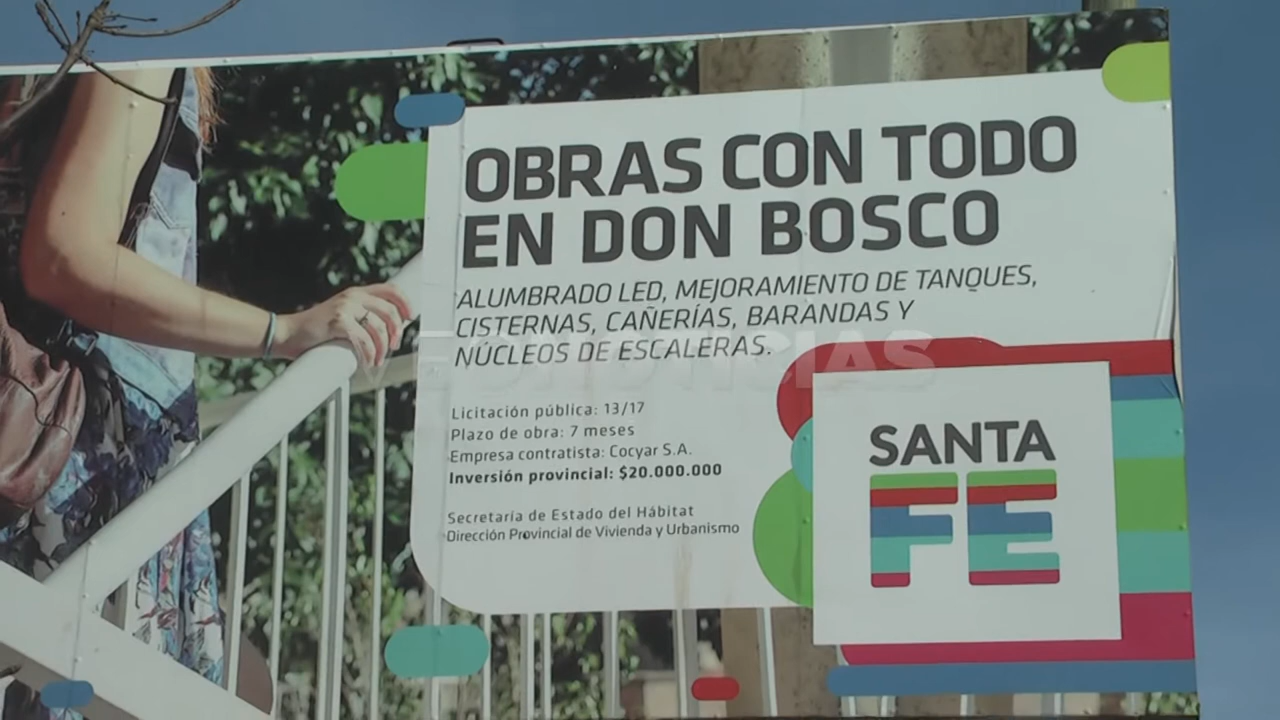 OBRAS CON TODO
EN DON BOSCO
ALUMBRADO LED, MEJORAMIENTO DE TANQUES,
CISTERNAS, CAÑERÍAS, BARANDAS Y
NÚCLEOS DE ESCALERAS.
Licitación pública: 13/17
Plazo de obra: 7 meses
Empresa contratista: Cocyar S.A.
Inversión provincial: $20.000.000
Secretaría de Estado del Hábitat
Dirección Provincial de Vivienda y Urbanismo
SANTA
FE